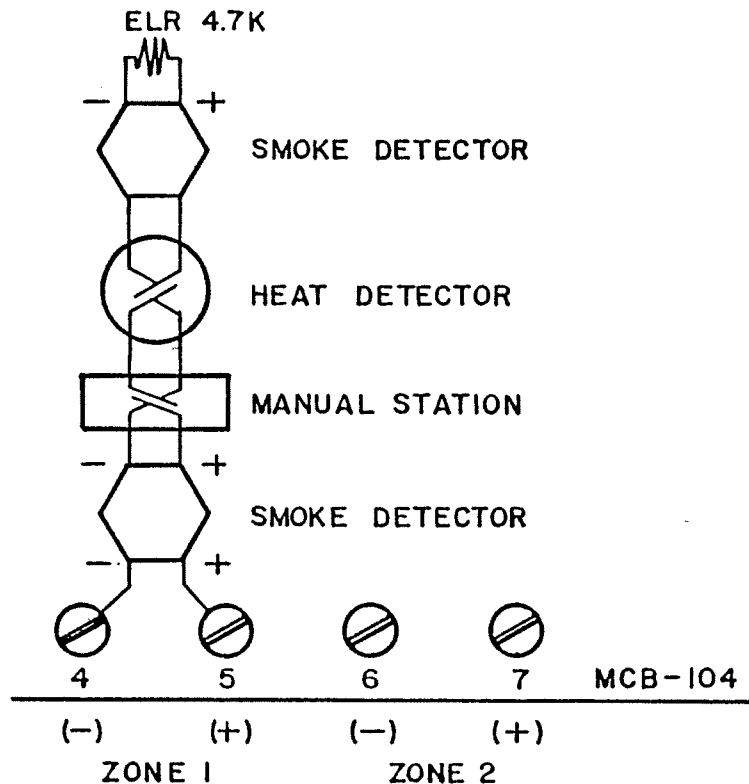 ELR 4.7K
- +
SMOKE DETECTOR
HEAT DETECTOR
MANUAL STATION
- +
SMOKE DETECTOR
- +
4 5 6 7 MCB-104
(-) (+) (-) (+)
ZONE 1 ZONE 2